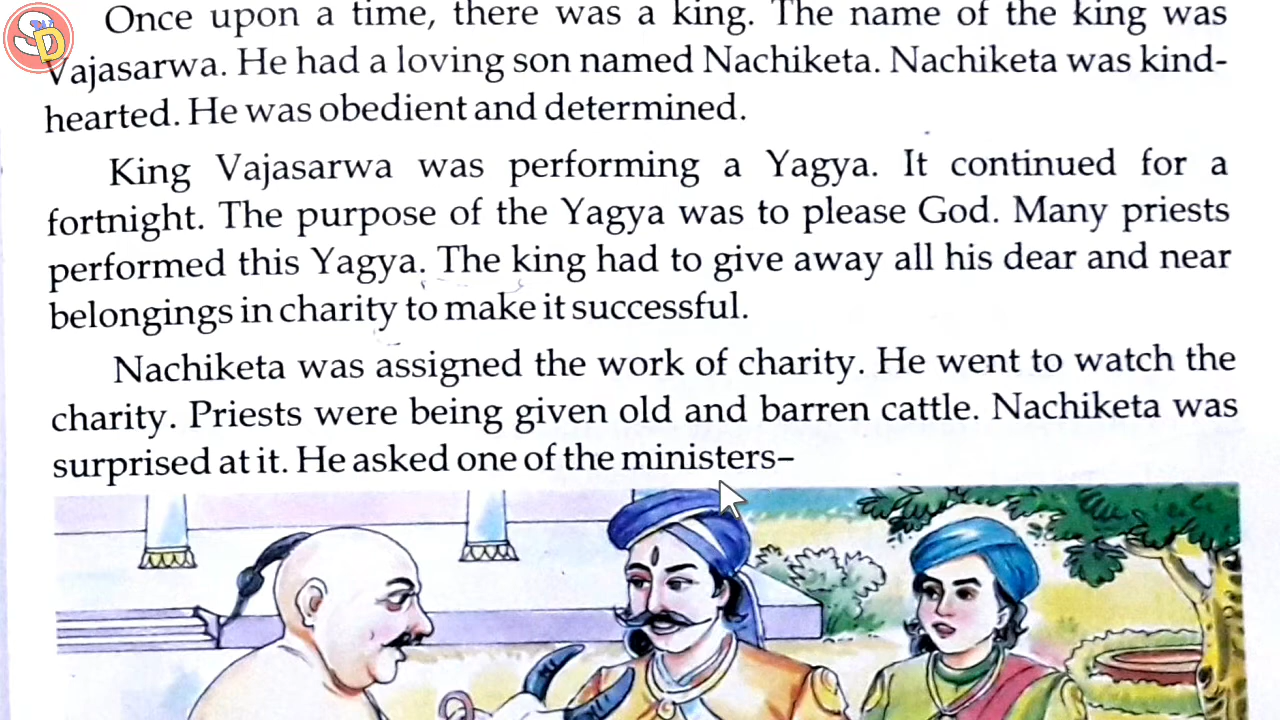 SD
Once upon a time, there was a king. The name of the king was
Vajasarwa. He had a loving son named Nachiketa. Nachiketa was kind-
hearted. He was obedient and determined.
King Vajasarwa was performing a Yagya. It continued for a
fortnight. The purpose of the Yagya was to please God. Many priests
performed this Yagya. The king had to give away all his dear and near
belongings in charity to make it successful.
Nachiketa was assigned the work of charity. He went to watch the
charity. Priests were being given old and barren cattle. Nachiketa was
surprised at it. He asked one of the ministers–